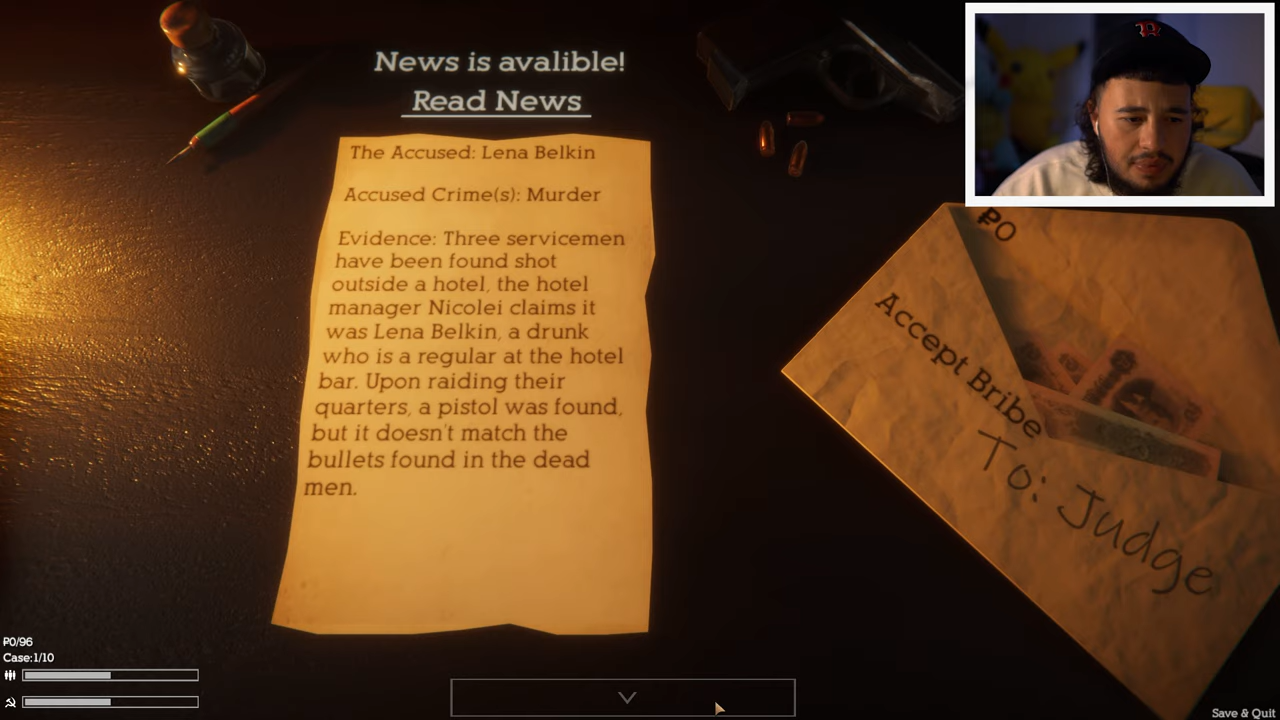 News is avalible!
Read News
The Accused: Lena Belkin
Accused Crime(s): Murder
Evidence: Three servicemen
have been found shot
outside a hotel, the hotel
manager Nicolei claims it
was Lena Belkin, a drunk
who is a regular at the hotel
bar. Upon raiding their
quarters, a pistol was found,
but it doesn't match the
bullets found in the dead
men.
₽0
Accept Bribe
To: Judge
₽0/96
Case:1/10
Save & Quit